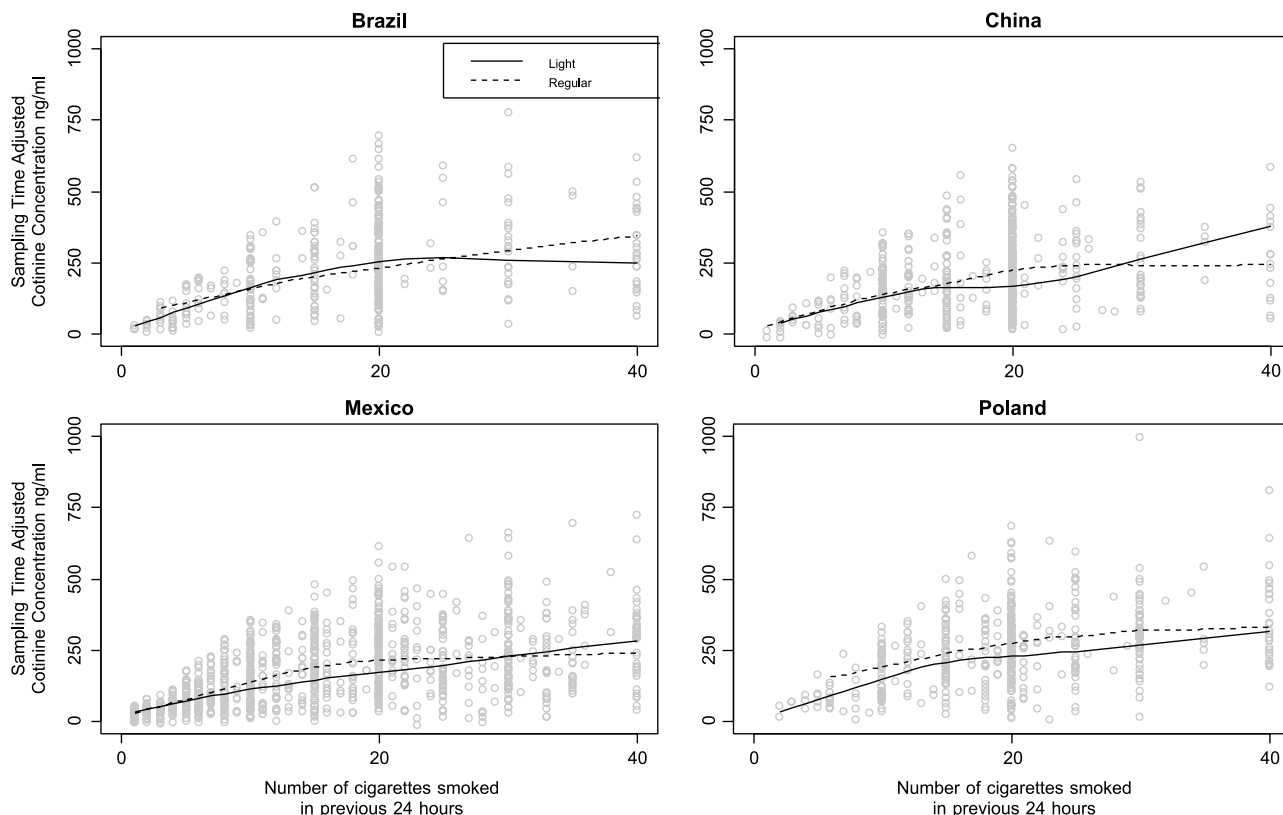 Brazil
China
Sampling Time Adjusted
Cotinine Concentration ng/ml
1000
750
500
250
0
Light
Regular
0
20
40
1000
750
500
250
0
0
20
40
Mexico
Poland
Sampling Time Adjusted
Cotinine Concentration ng/ml
1000
750
500
250
0
0
20
40
Number of cigarettes smoked
in previous 24 hours
1000
750
500
250
0
0
20
40
Number of cigarettes smoked
in previous 24 hours